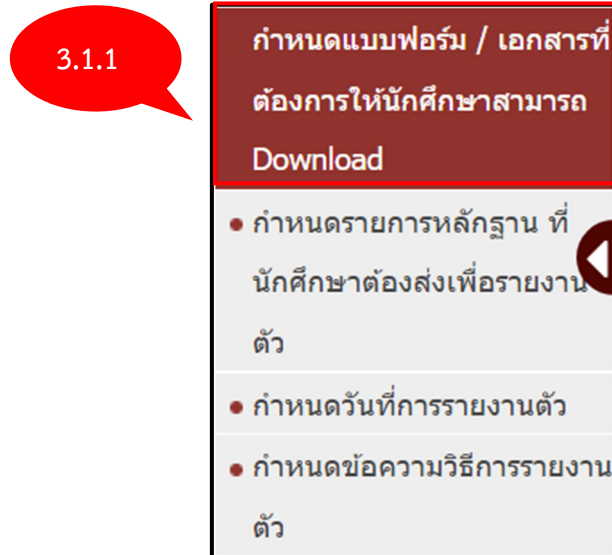 3.1.1
กำหนดแบบฟอร์ม / เอกสารที่
ต้องการให้นักศึกษาสามารถ
Download
กำหนดรายการหลักฐาน ที่
นักศึกษาต้องส่งเพื่อรายงาน
ตัว
กำหนดวันที่การรายงานตัว
กำหนดข้อความวิธีการรายงาน
ตัว